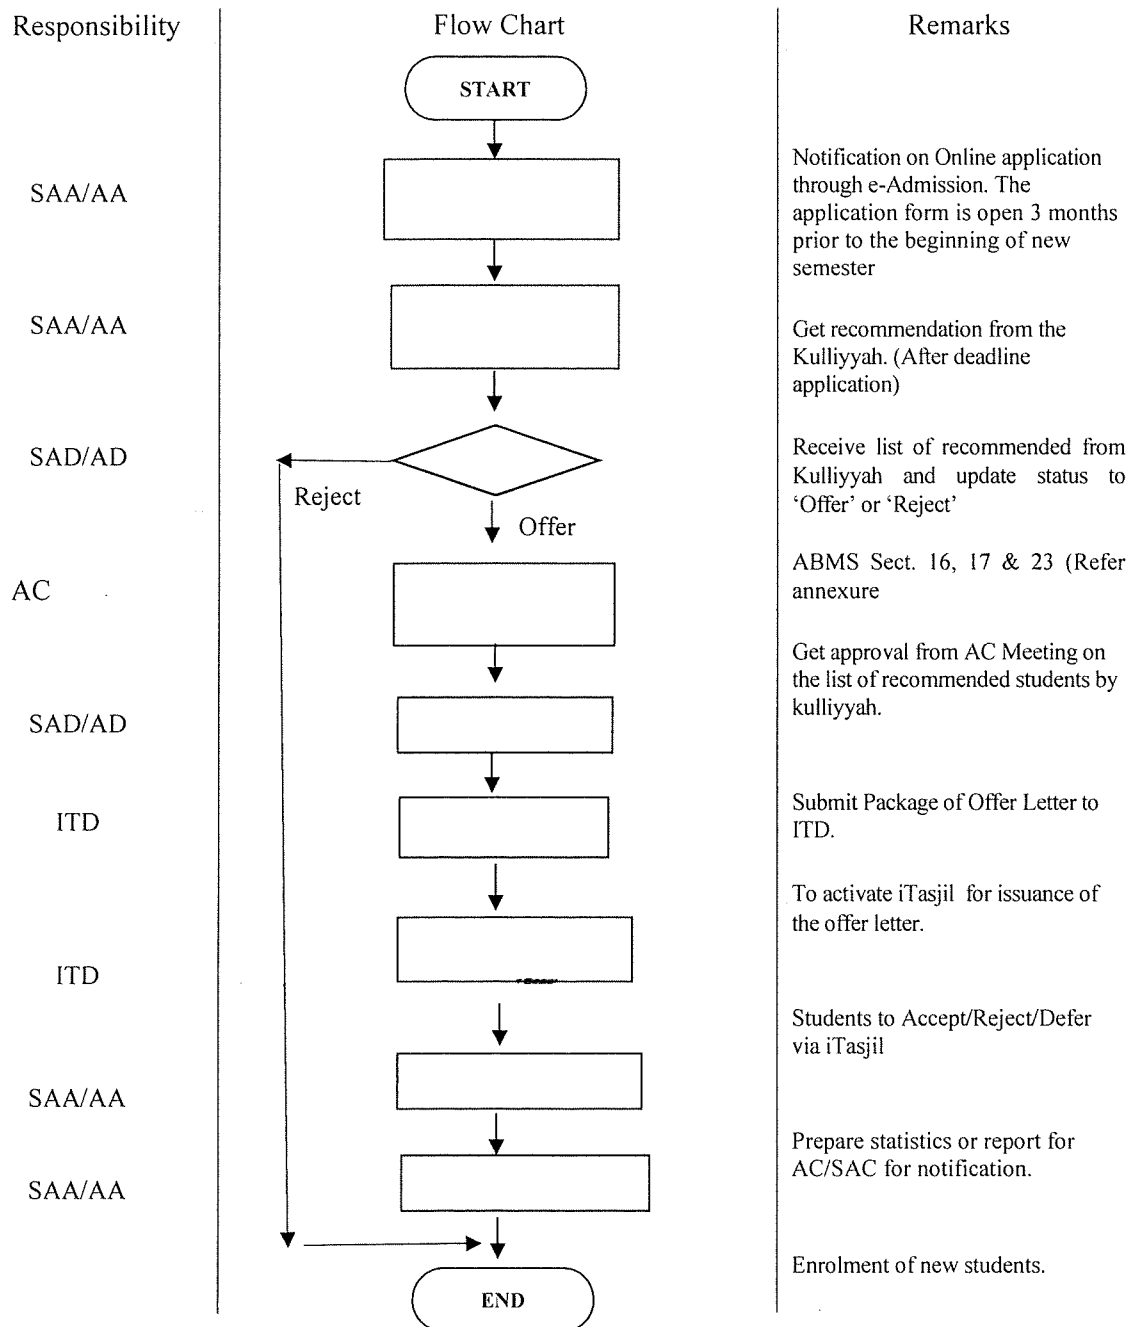 Responsibility
Flow Chart
Remarks
START
SAA/AA
Notification on Online application
through e-Admission. The
application form is open 3 months
prior to the beginning of new
semester
SAA/AA
Get recommendation from the
Kulliyyah. (After deadline
application)
SAD/AD
Reject
Offer
Receive list of recommended from
Kulliyyah and update status to
‘Offer’ or ‘Reject’
AC
ABMS Sect. 16, 17 & 23 (Refer
annexure
Get approval from AC Meeting on
the list of recommended students by
kulliyyah.
SAD/AD
ITD
Submit Package of Offer Letter to
ITD.
To activate iTasjil for issuance of
the offer letter.
ITD
Students to Accept/Reject/Defer
via iTasjil
SAA/AA
Prepare statistics or report for
AC/SAC for notification.
SAA/AA
Enrolment of new students.
END